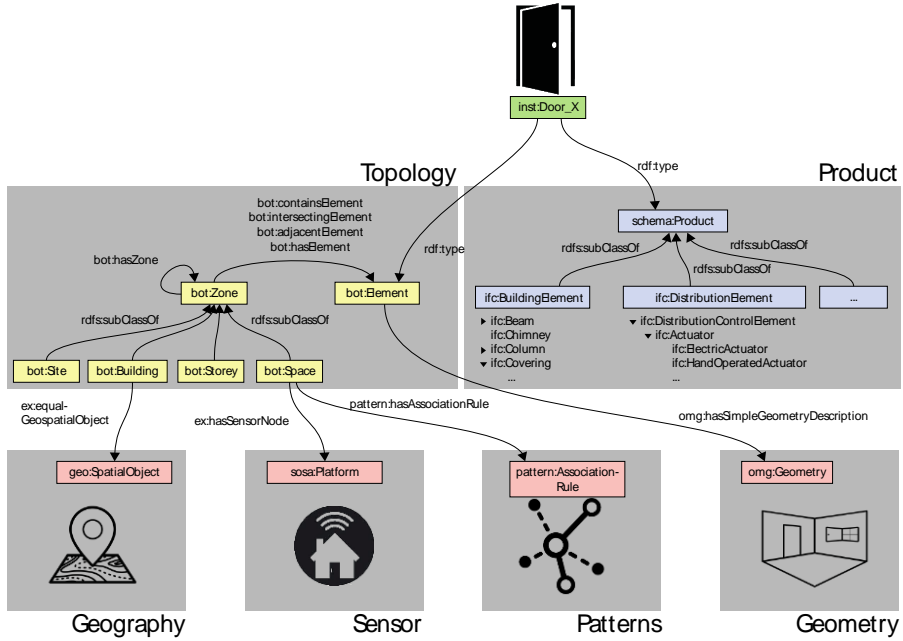 inst:Door_X
rdf:type
Topology
Product
bot:containsElement
bot:intersectingElement
bot:adjacentElement
bot:hasElement
schema:Product
rdf:type
rdfs:subClassOf
rdfs:subClassOf
rdfs:subClassOf
bot:hasZone
bot:Zone
bot:Element
ifc:BuildingElement
ifc:DistributionElement
...
rdfs:subClassOf
rdfs:subClassOf
ifc:Beam
ifc:Chimney
ifc:Column
ifc:Covering
...
ifc:DistributionControlElement
ifc:Actuator
ifc:ElectricActuator
ifc:HandOperatedActuator
...
bot:Site
bot:Building
bot:Storey
bot:Space
ex:equal-
GeospatialObject
ex:hasSensorNode
pattern:hasAssociationRule
omg:hasSimpleGeometryDescription
geo:SpatialObject
sosa:Platform
pattern:Association-
Rule
omg:Geometry
Geography
Sensor
Patterns
Geometry